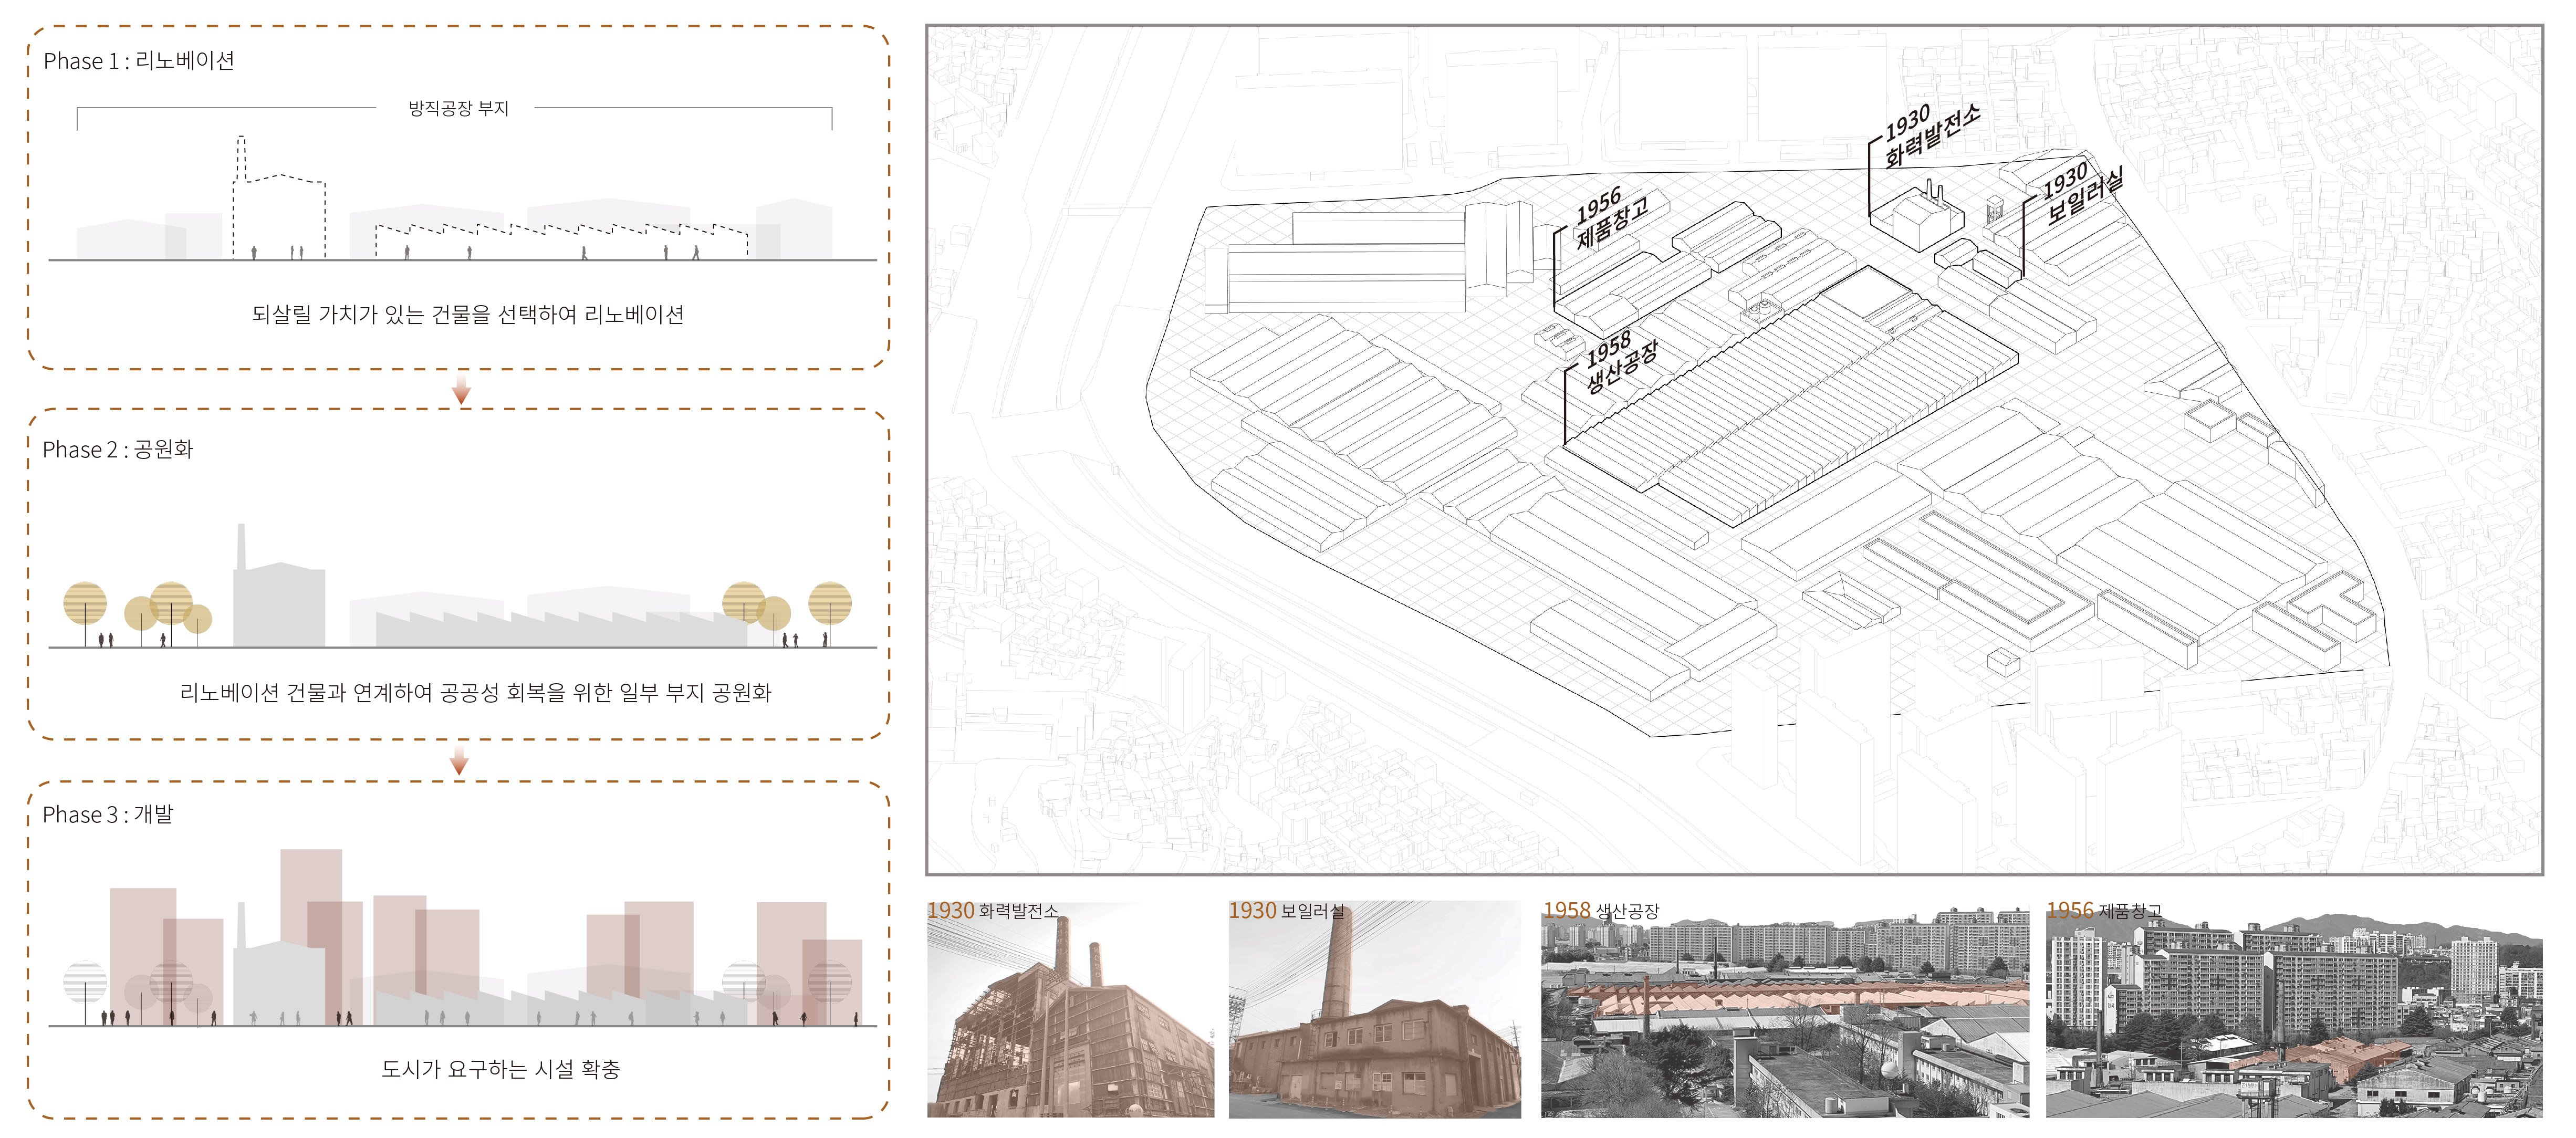 Phase 1 : 리노베이션
방직공장 부지
되살릴 가치가 있는 건물을 선택하여 리노베이션
Phase 2 : 공원화
리노베이션 건물과 연계하여 공공성 회복을 위한 일부 부지 공원화
Phase 3 : 개발
도시가 요구하는 시설 확충
1930
화력발전소
1930
보일러실
1956
제품창고
1958
생산공장
1930 화력발전소
1930 보일러실
1958 생산공장
1956 제품창고